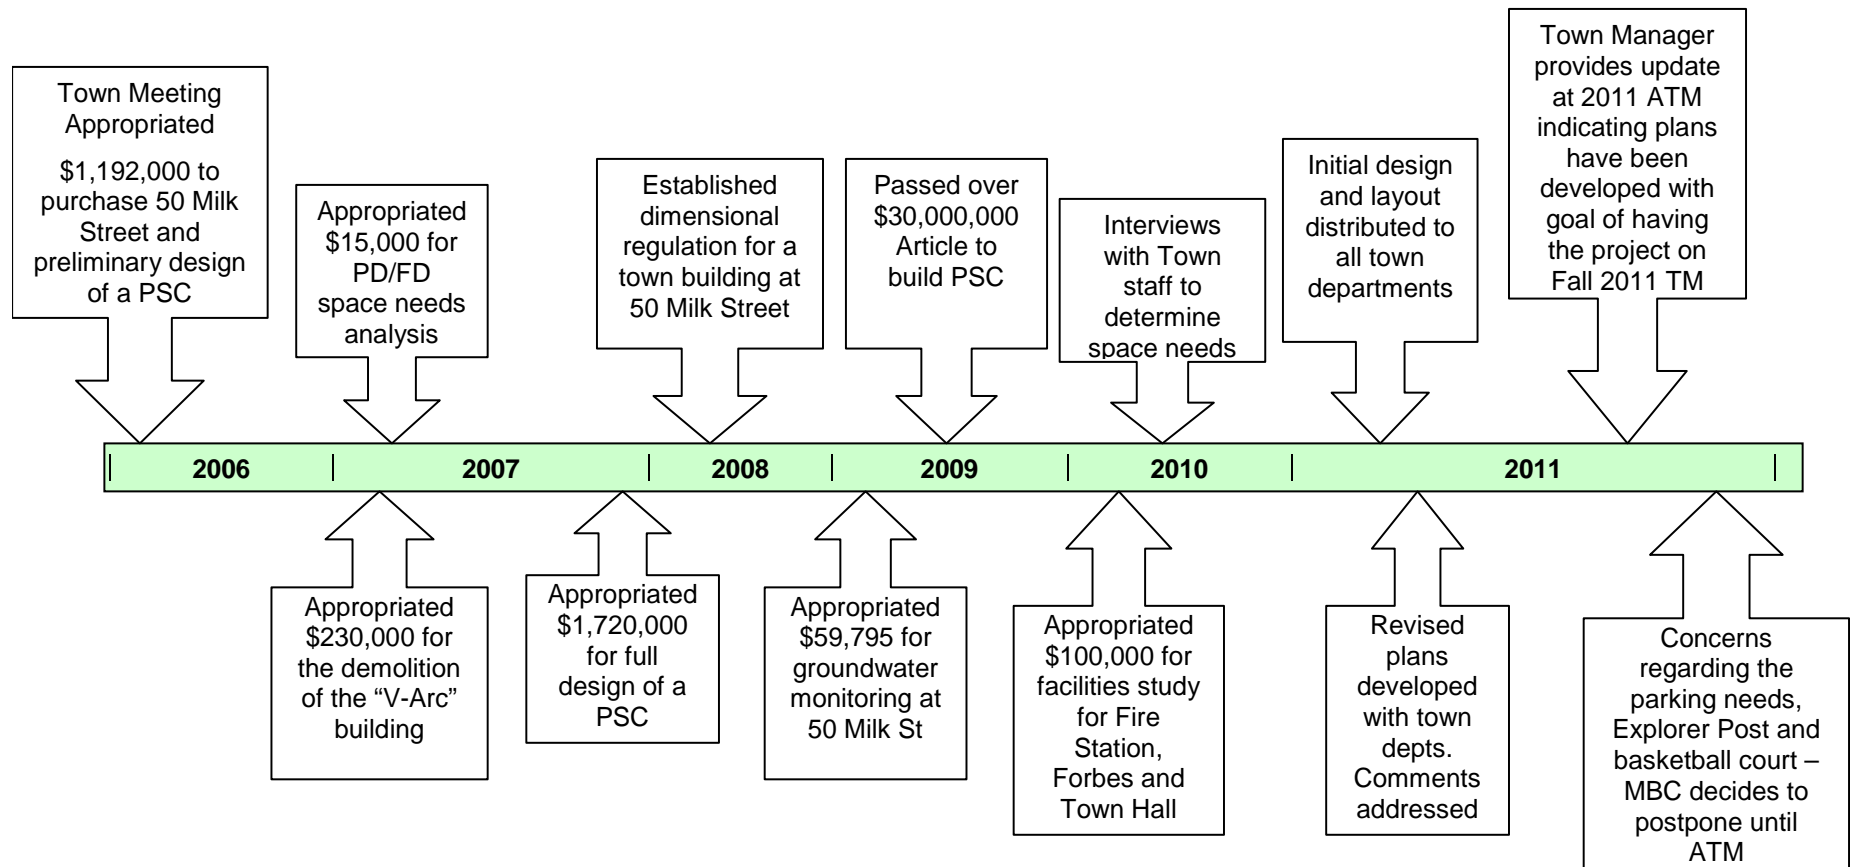 Town Meeting
Appropriated
$1,192,000 to
purchase 50 Milk
Street and
preliminary design
of a PSC
Appropriated
$15,000 for
PD/FD
space needs
analysis
Established
dimensional
regulation for a
town building at
50 Milk Street
Passed over
$30,000,000
Article to
build PSC
Interviews
with Town
staff to
determine
space needs
Initial design
and layout
distributed to
all town
departments
Town Manager
provides update
at 2011 ATM
indicating plans
have been
developed with
goal of having
the project on
Fall 2011 TM
2006
2007
2008
2009
2010
2011
Appropriated
$230,000 for
the demolition
of the “V-Arc”
building
Appropriated
$1,720,000
for full
design of a
PSC
Appropriated
$59,795 for
groundwater
monitoring at
50 Milk St
Appropriated
$100,000 for
facilities study
for Fire
Station,
Forbes and
Town Hall
Revised
plans
developed
with town
depts.
Comments
addressed
Concerns
regarding the
parking needs,
Explorer Post and
basketball court –
MBC decides to
postpone until
ATM